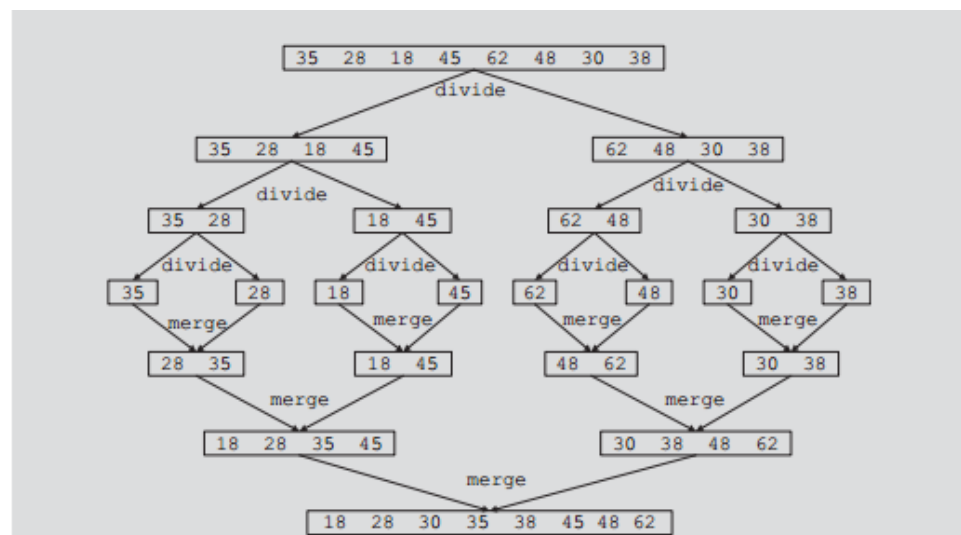 35 28 18 45 62 48 30 38
divide
35 28 18 45 62 48 30 38
divide divide
35 28 18 45 62 48 30 38
divide divide divide divide
35 28 18 45 62 48 30 38
merge merge merge merge
28 35 18 45 48 62 30 38
merge merge
18 28 35 45 30 38 48 62
merge
18 28 30 35 38 45 48 62